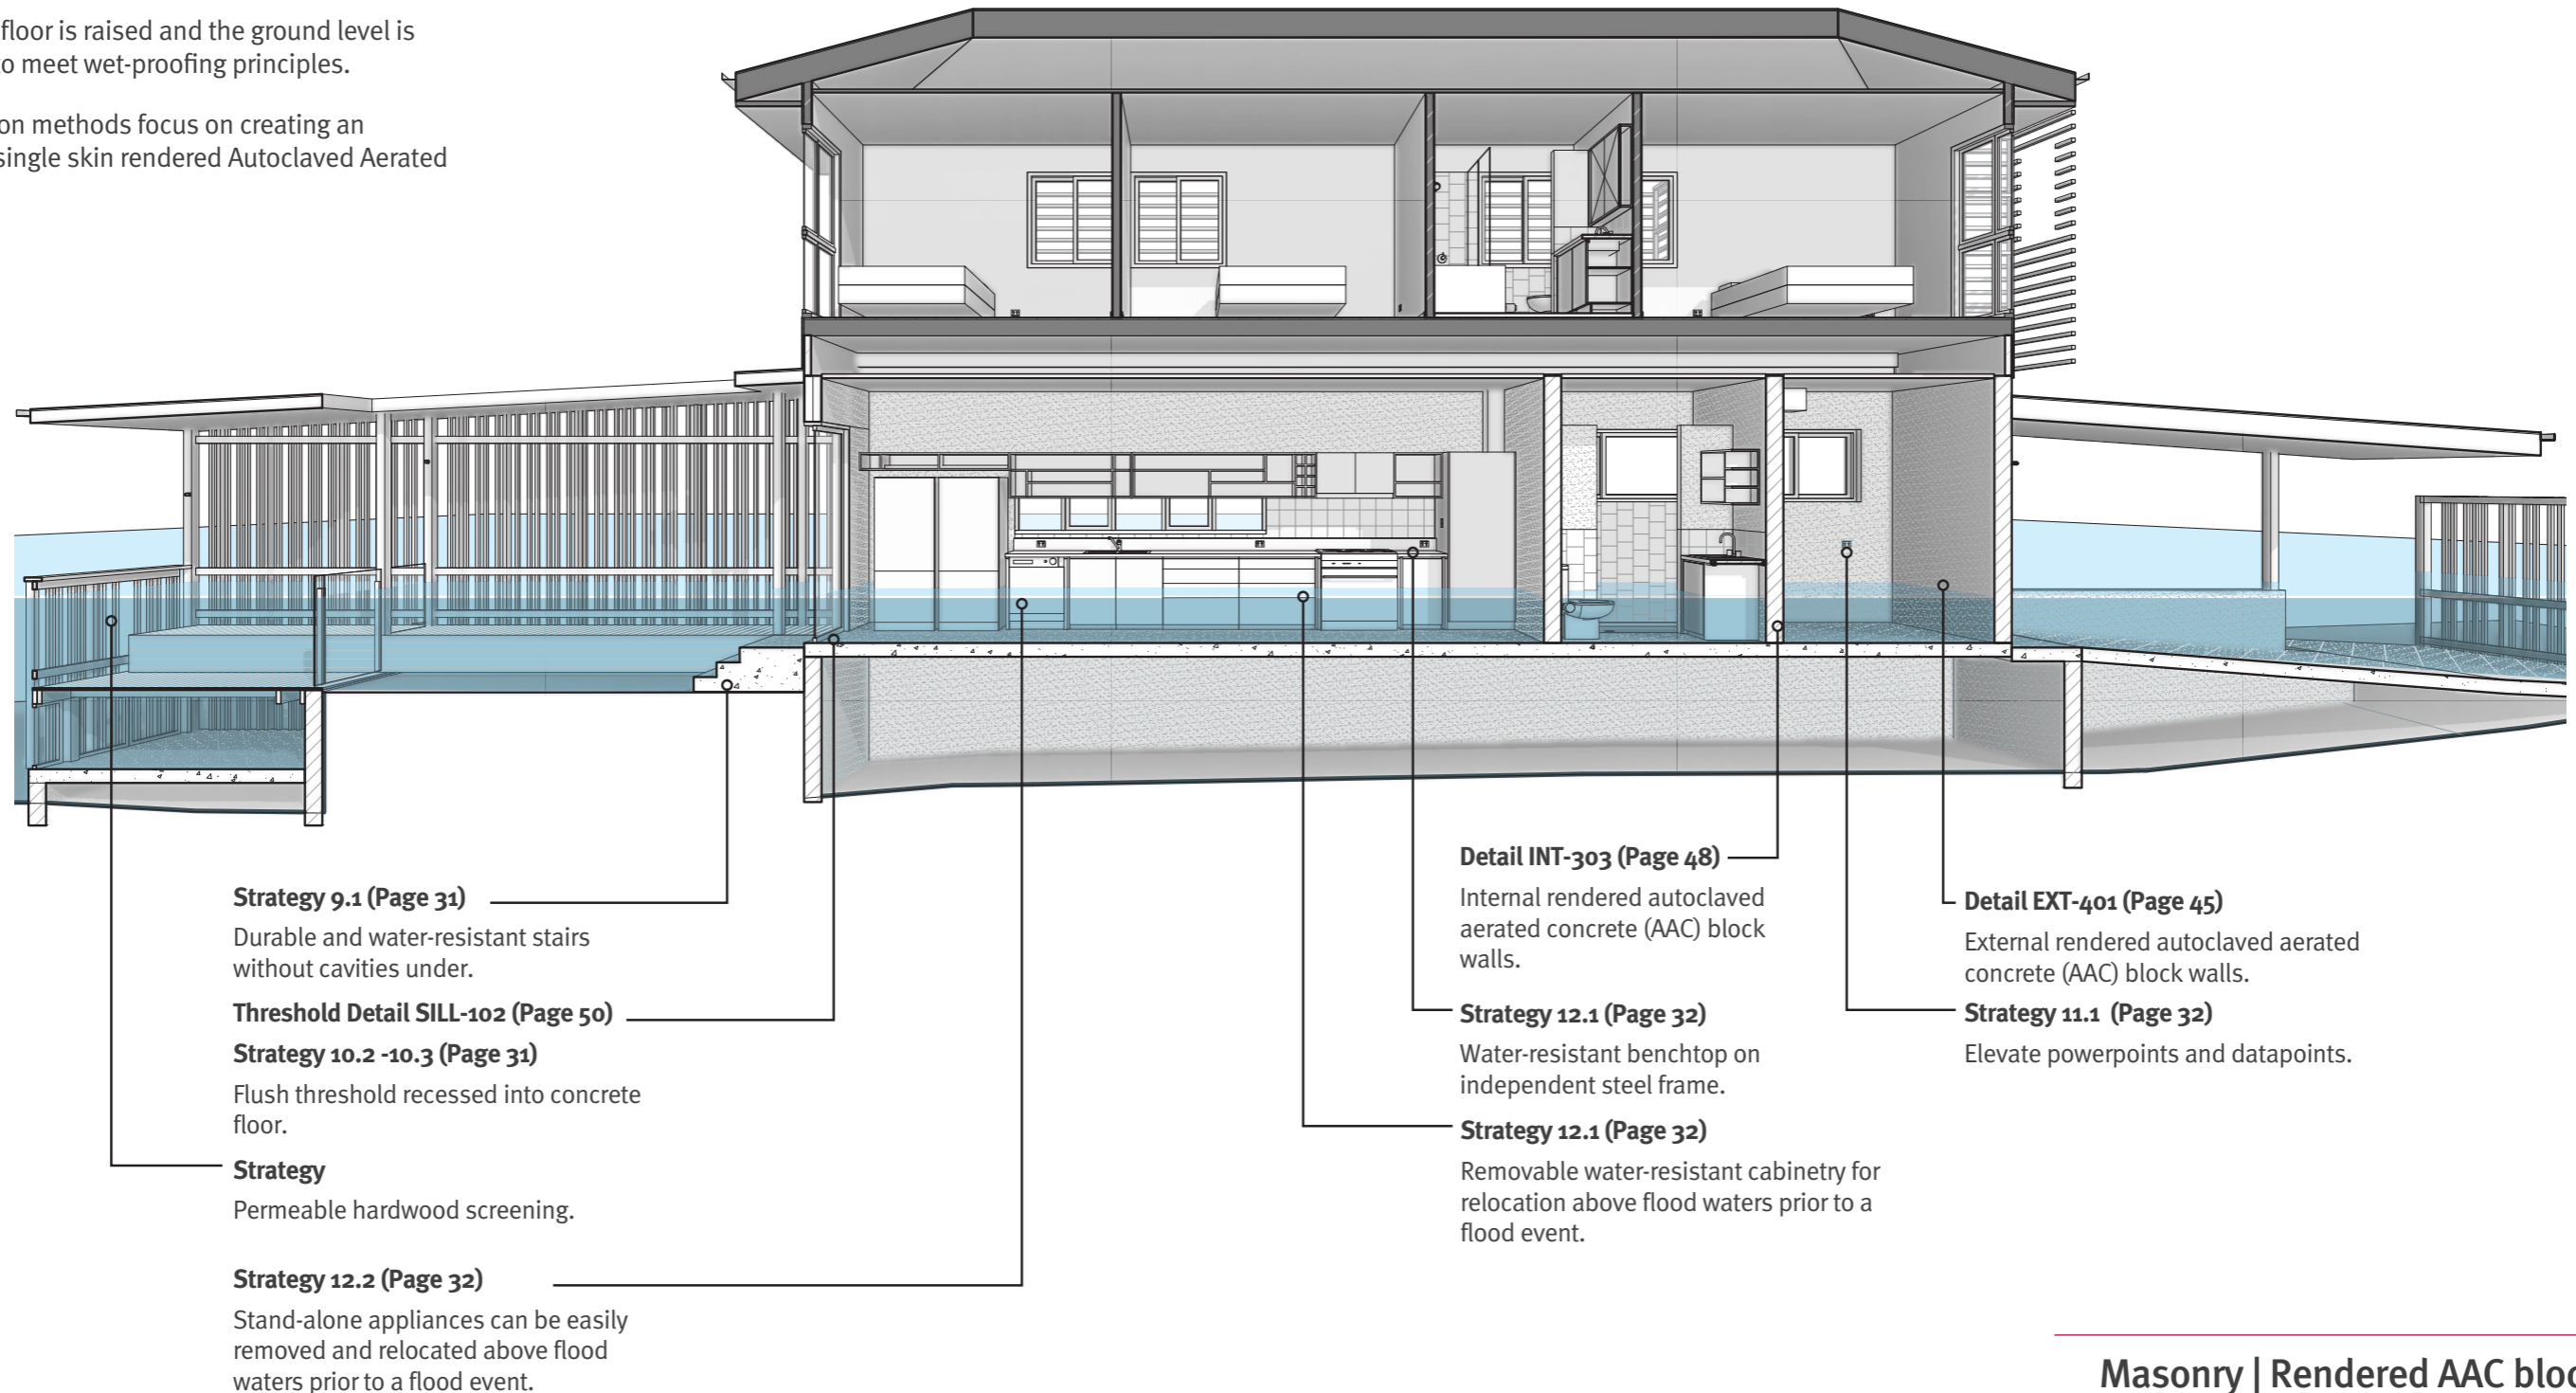 floor is raised and the ground level is
to meet wet-proofing principles.
on methods focus on creating an
single skin rendered Autoclaved Aerated
Strategy 9.1 (Page 31)
Durable and water-resistant stairs
without cavities under.
Threshold Detail SILL-102 (Page 50)
Strategy 10.2 -10.3 (Page 31)
Flush threshold recessed into concrete
floor.
Strategy
Permeable hardwood screening.
Strategy 12.2 (Page 32)
Stand-alone appliances can be easily
removed and relocated above flood
waters prior to a flood event.
Detail INT-303 (Page 48)
Internal rendered autoclaved
aerated concrete (AAC) block
walls.
Strategy 12.1 (Page 32)
Water-resistant benchtop on
independent steel frame.
Strategy 12.1 (Page 32)
Removable water-resistant cabinetry for
relocation above flood waters prior to a
flood event.
Detail EXT-401 (Page 45)
External rendered autoclaved aerated
concrete (AAC) block walls.
Strategy 11.1 (Page 32)
Elevate powerpoints and datapoints.
Masonry | Rendered AAC bloc